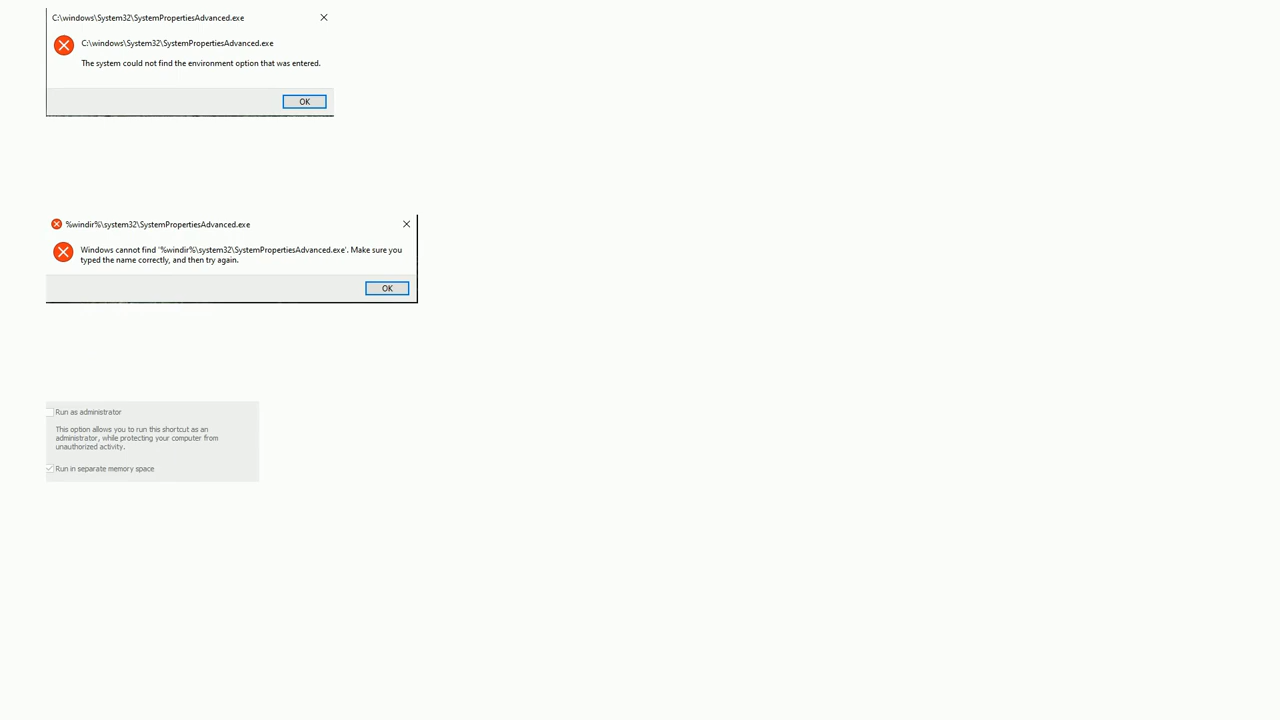 C:\windows\System32\SystemPropertiesAdvanced.exe
C:\windows\System32\SystemPropertiesAdvanced.exe
The system could not find the environment option that was entered.
OK
%windir%\system32\SystemPropertiesAdvanced.exe
Windows cannot find '%windir%\system32\SystemPropertiesAdvanced.exe'. Make sure you
typed the name correctly, and then try again.
OK
Run as administrator
This option allows you to run this shortcut as an
administrator, while protecting your computer from
unauthorized activity.
Run in separate memory space